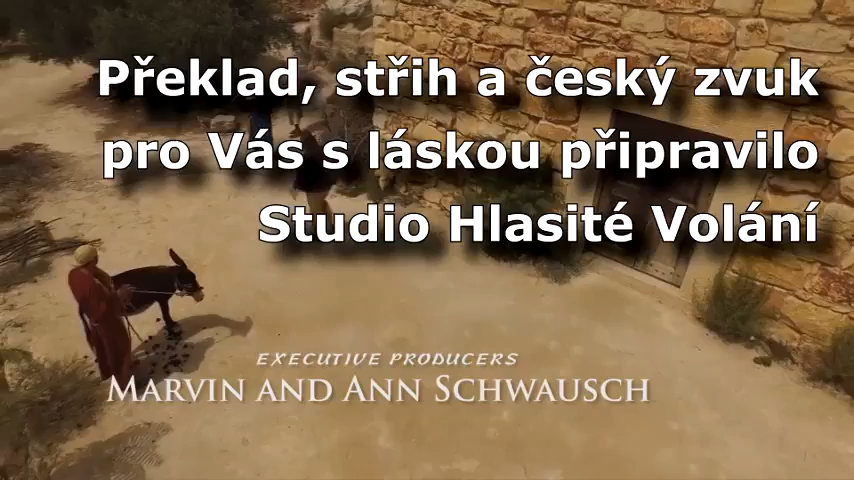 Překlad, střih a český zvuk
pro Vás s láskou připravilo
Studio Hlasité Volání
EXECUTIVE PRODUCERS
MARVIN AND ANN SCHWAUSCH